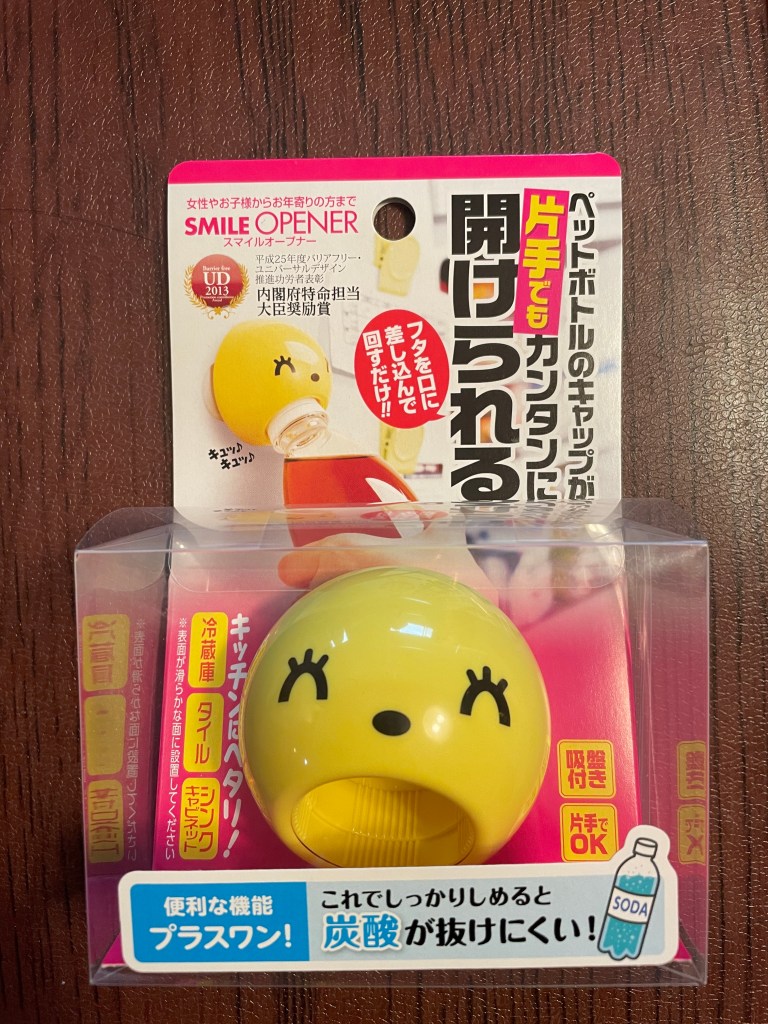 女性やお子様からお年寄りの方まで
SMILE OPENER
スマイルオープナー
Barrier free
UD
2013
平成25年度バリアフリー・
ユニバーサルデザイン
推進功労者表彰
内閣府特命担当
大臣奨励賞
ペットボトルのキャップが
片手でもカンタンに
開けられる
フタを口に
差し込んで
回すだけ!!
キュッ♪
キュッ♪
キッチンにペタリ!
冷蔵庫
タイル
シンク
キャビネット
※表面が滑らかな面に設置してください
吸盤
付き
片手で
OK
便利な機能
プラスワン!
これでしっかりしめると
炭酸が抜けにくい!
SODA